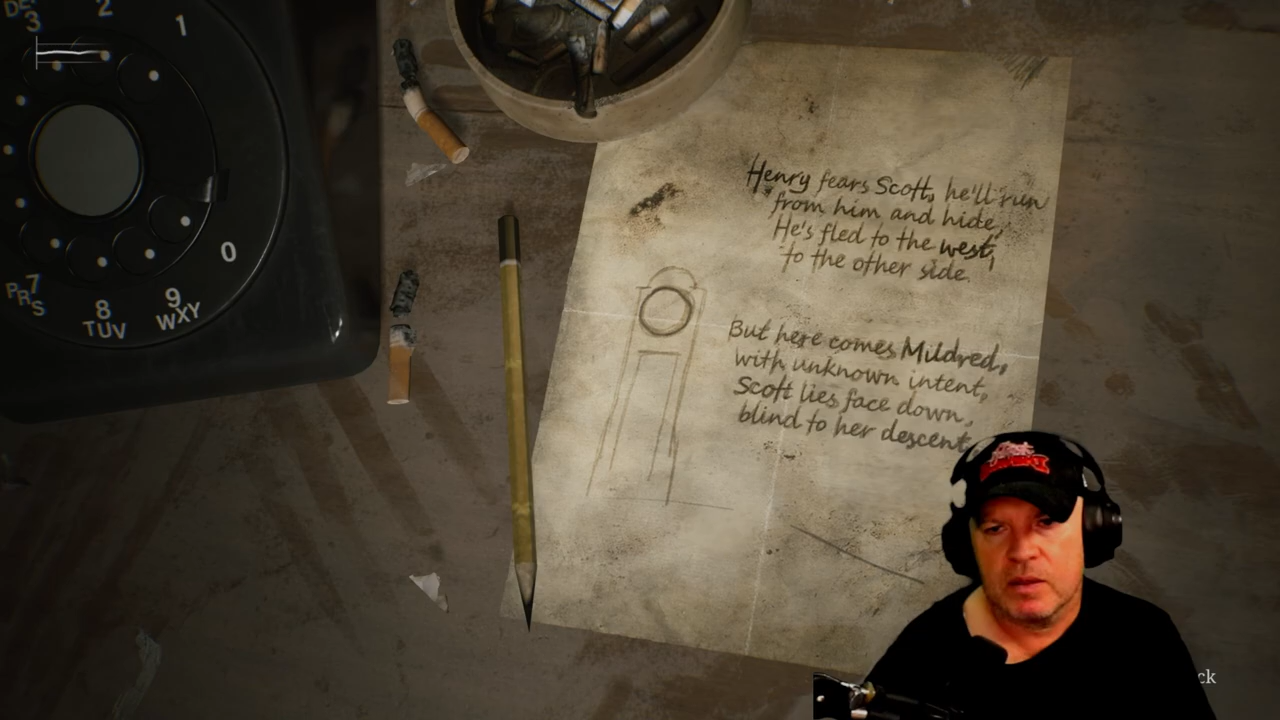 DE
3
2
1
0
7
PRS
8
TUV
9
WXY
Henry fears Scott, he'll run
from him and hide,
He's fled to the west,
to the other side.
But here comes Mildred,
with unknown intent,
Scott lies face down,
blind to her descent
ck